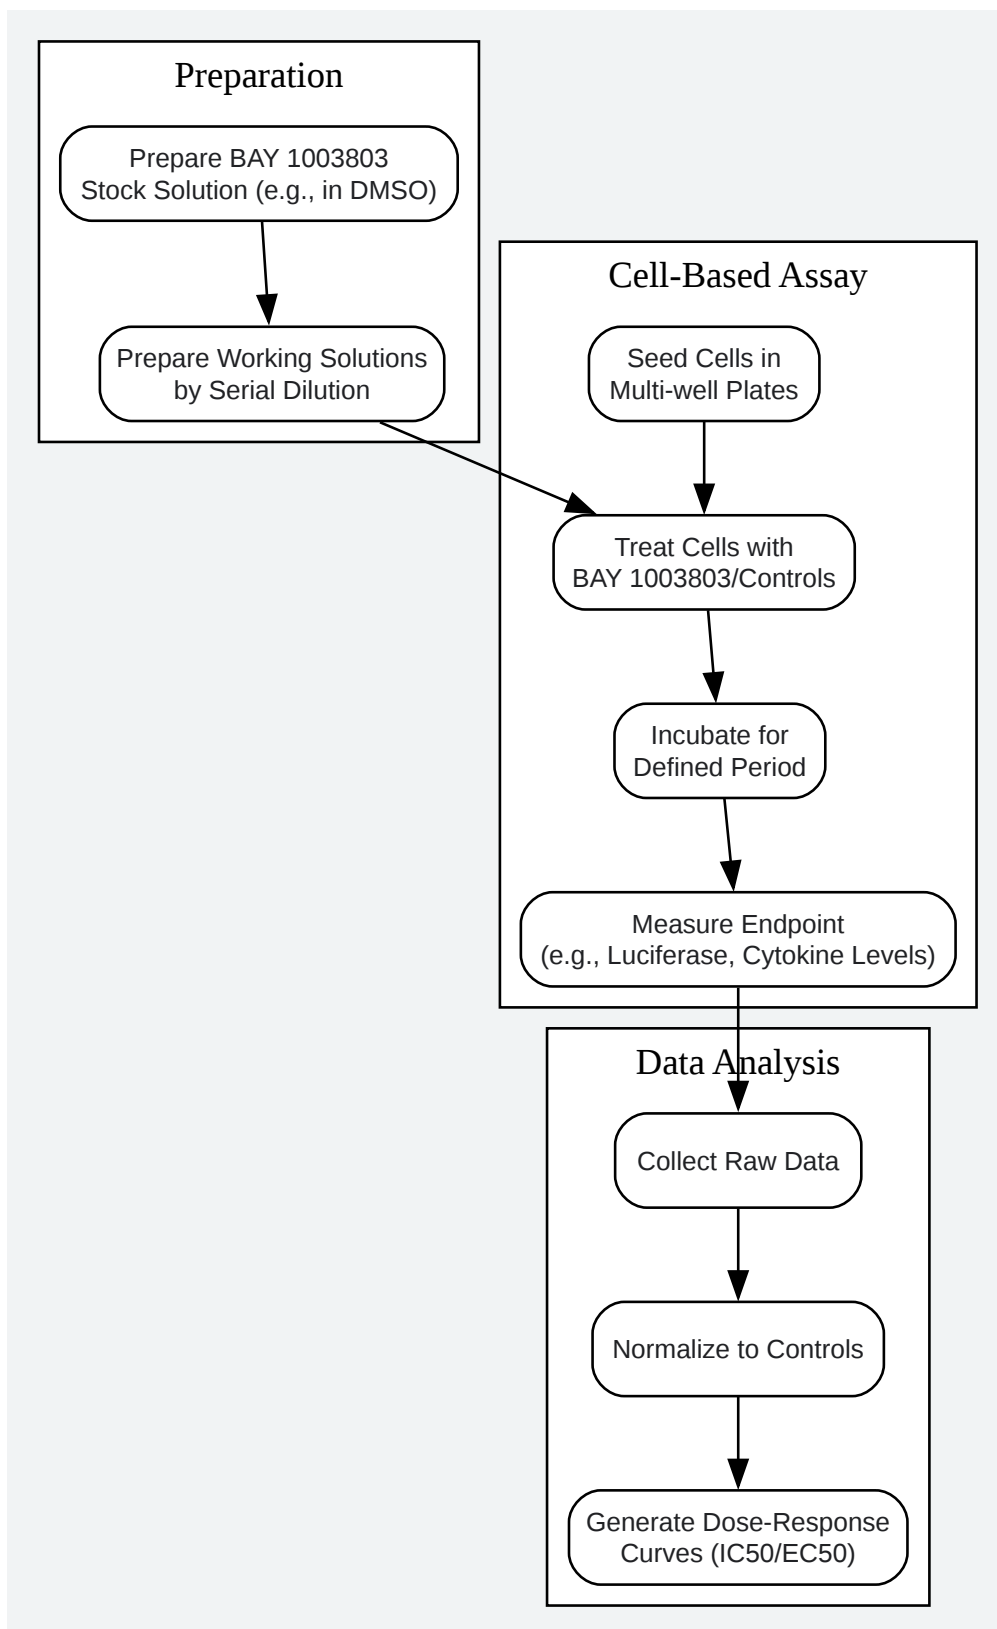 Preparation
Prepare BAY 1003803
Stock Solution (e.g., in DMSO)
Prepare Working Solutions
by Serial Dilution
Cell-Based Assay
Seed Cells in
Multi-well Plates
Treat Cells with
BAY 1003803/Controls
Incubate for
Defined Period
Measure Endpoint
(e.g., Luciferase, Cytokine Levels)
Data Analysis
Collect Raw Data
Normalize to Controls
Generate Dose-Response
Curves (IC50/EC50)